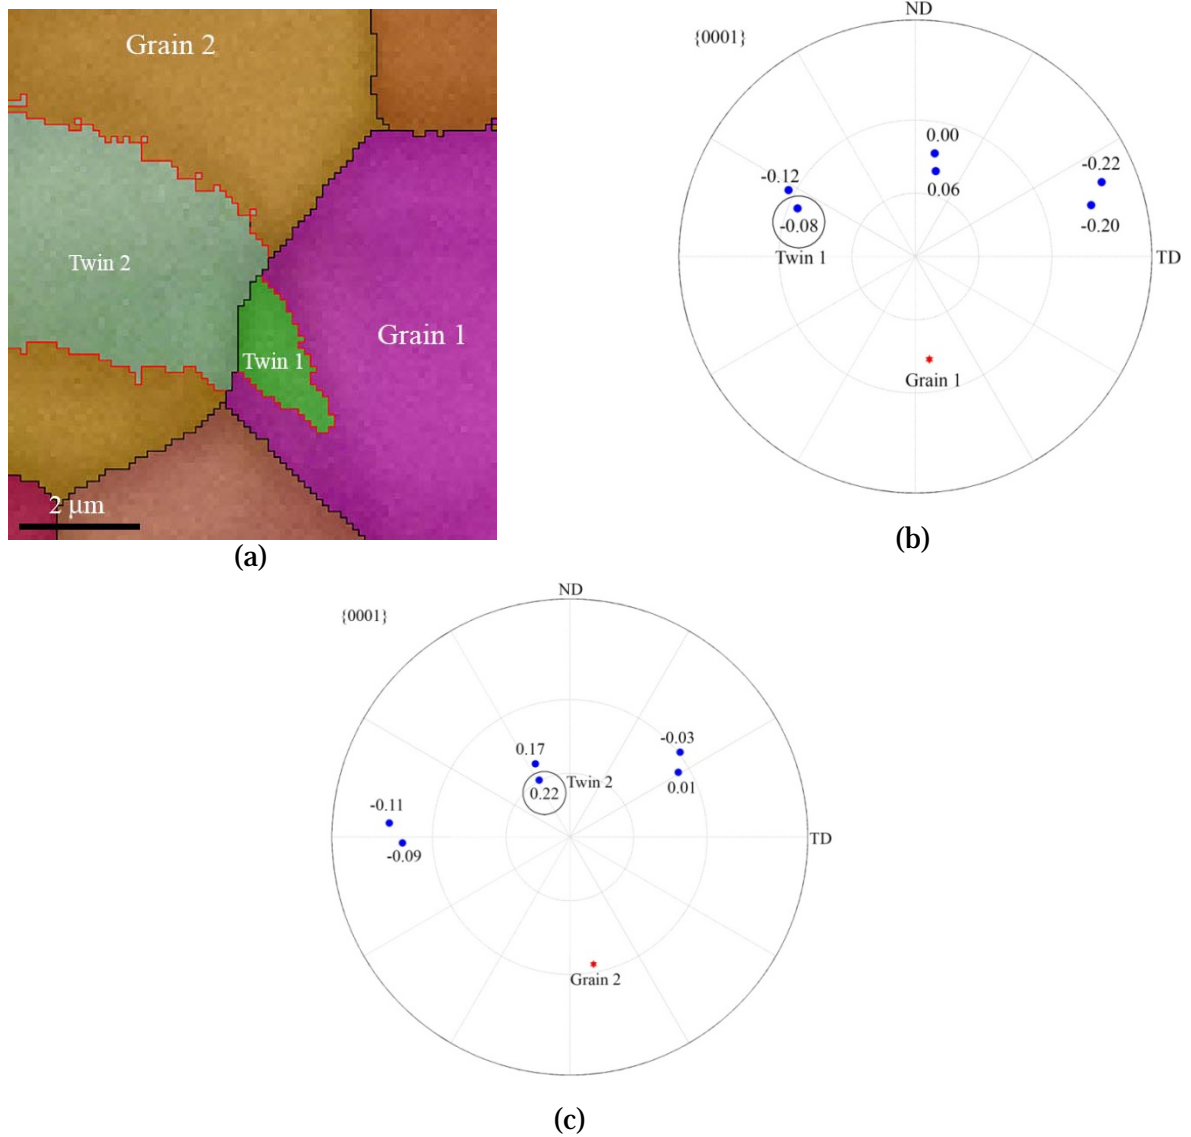 Grain 2
Twin 2
Grain 1
Twin 1
2 μm
(a)
ND
{0001}
0.00
-0.22
-0.12
0.06
-0.08
-0.20
Twin 1
TD
Grain 1
(b)
ND
{0001}
0.17
-0.03
Twin 2
0.22
0.01
-0.11
TD
-0.09
Grain 2
(c)